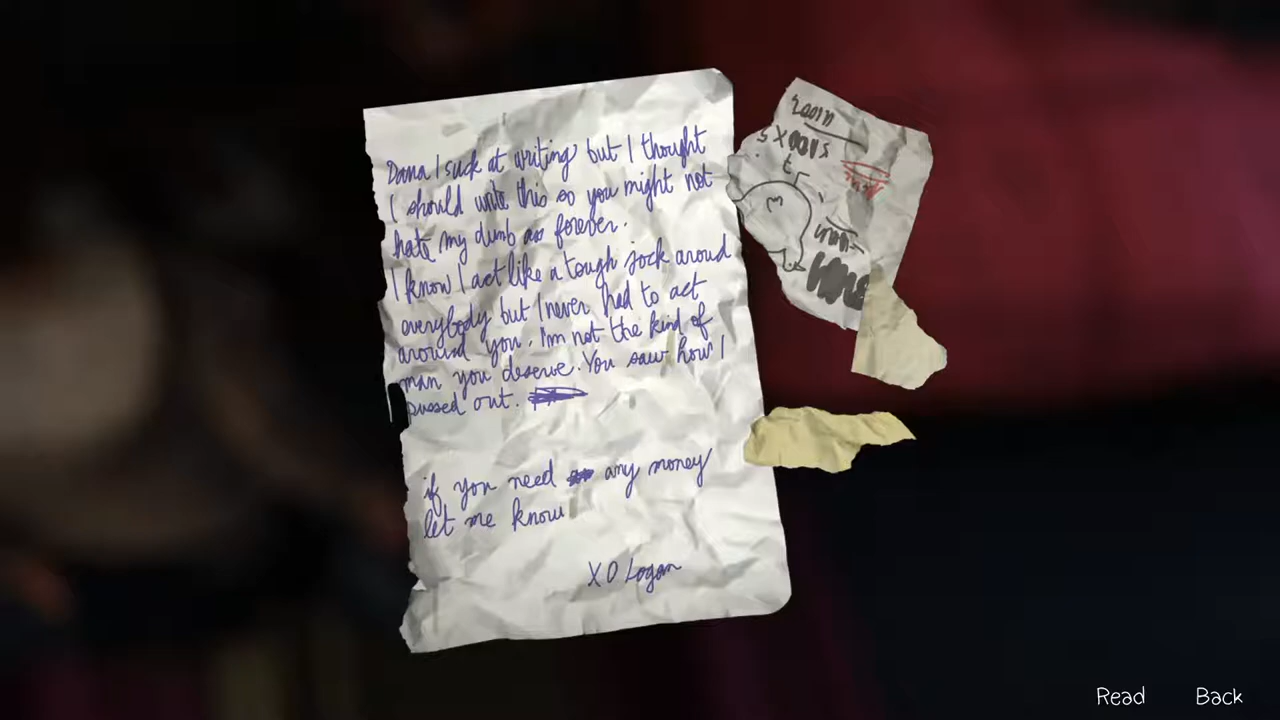 Dana I suck at writing but I thought
I should write this so you might not
hate my dumb ass forever.
I know I act like a tough jock aroud
everybody but I never had to act
around you. I'm not the kind of
man you deserve. You saw how I
pussed out.
if you need any money
let me know
XO Logan
Read Back